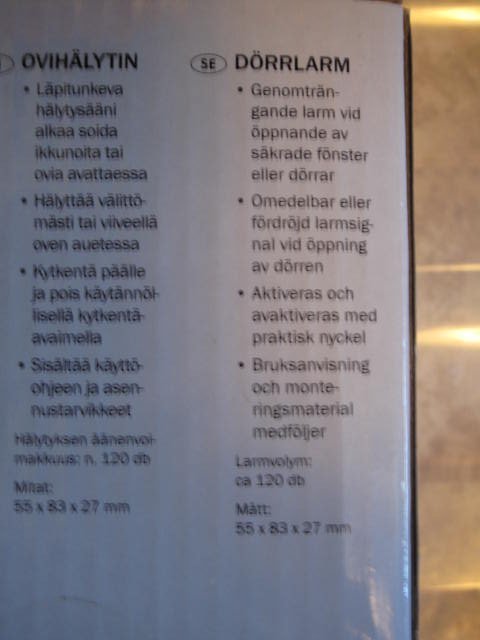 OVIHÄLYTIN
• Läpitunkeva
hälytysääni
alkaa soida
ikkunoita tai
ovia avattaessa
• Hälyttää välittö-
mästi tai viiveellä
oven auetessa
• Kytkentä päälle
ja pois käytännöl-
lisellä kytkentä-
avaimella
• Sisältää käyttö-
ohjeen ja asen-
nustarvikkeet
Hälytyksen äänenvoi-
makkuus: n. 120 db
Mitat:
55 x 83 x 27 mm
SE DÖRRLARM
• Genomträn-
gande larm vid
öppnande av
säkrade fönster
eller dörrar
• Omedelbar eller
fördröjd larmsig-
nal vid öppning
av dörren
• Aktiveras och
avaktiveras med
praktisk nyckel
• Bruksanvisning
och monte-
ringsmaterial
medföljer
Larmvolym:
ca 120 db
Mått:
55 x 83 x 27 mm